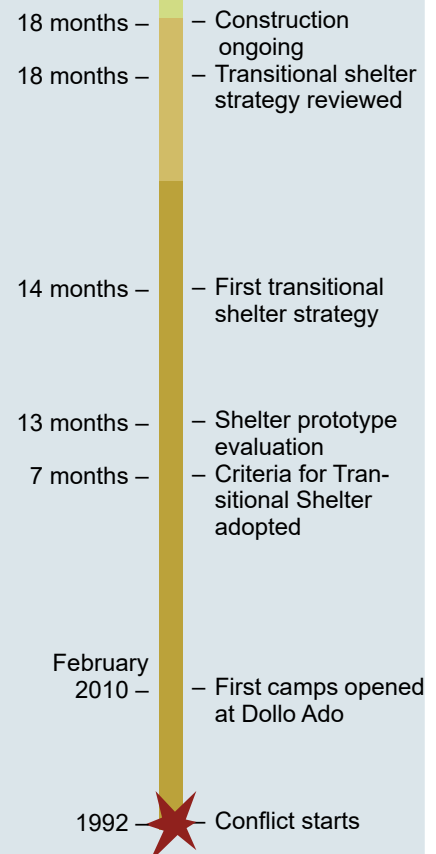 18 months –
– Construction
ongoing
18 months –
– Transitional shelter
strategy reviewed
14 months –
– First transitional
shelter strategy
13 months –
– Shelter prototype
evaluation
7 months –
– Criteria for Tran-
sitional Shelter
adopted
February
2010 –
– First camps opened
at Dollo Ado
1992 –
– Conflict starts